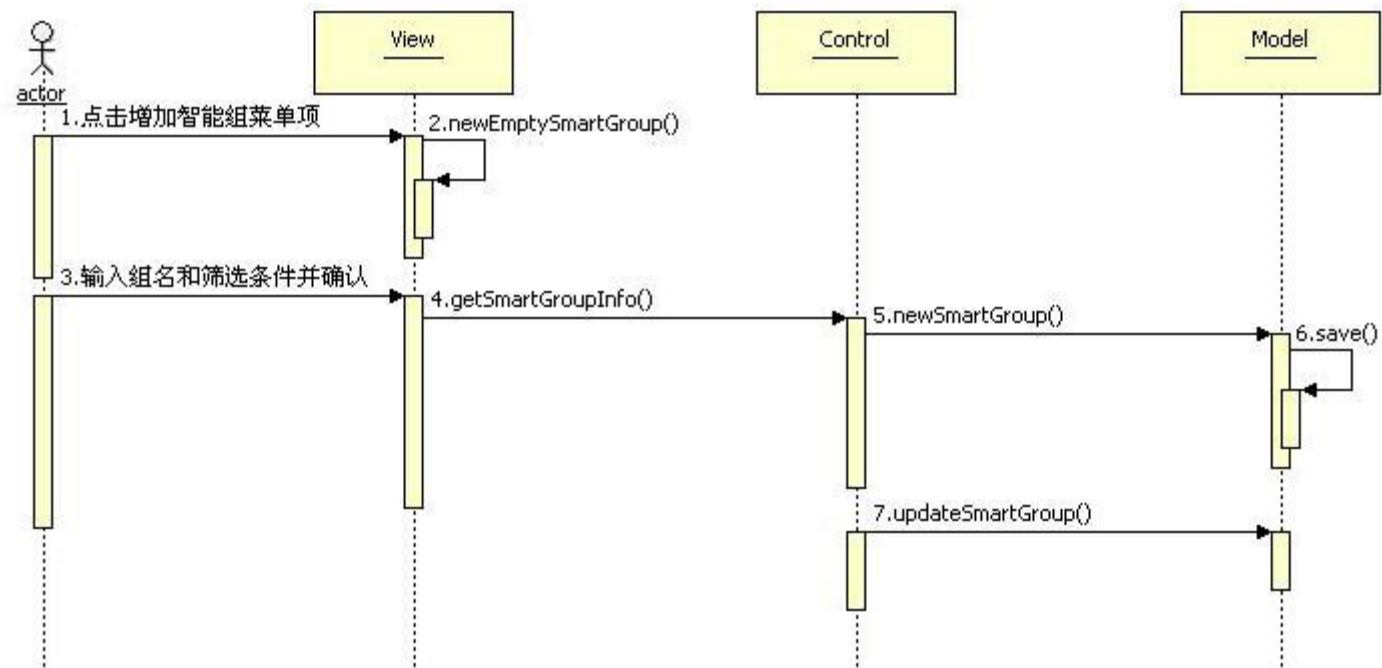 View
Control
Model
actor
1.点击增加智能组菜单项
2.newEmptySmartGroup()
3.输入组名和筛选条件并确认
4.getSmartGroupInfo()
5.newSmartGroup()
6.save()
7.updateSmartGroup()